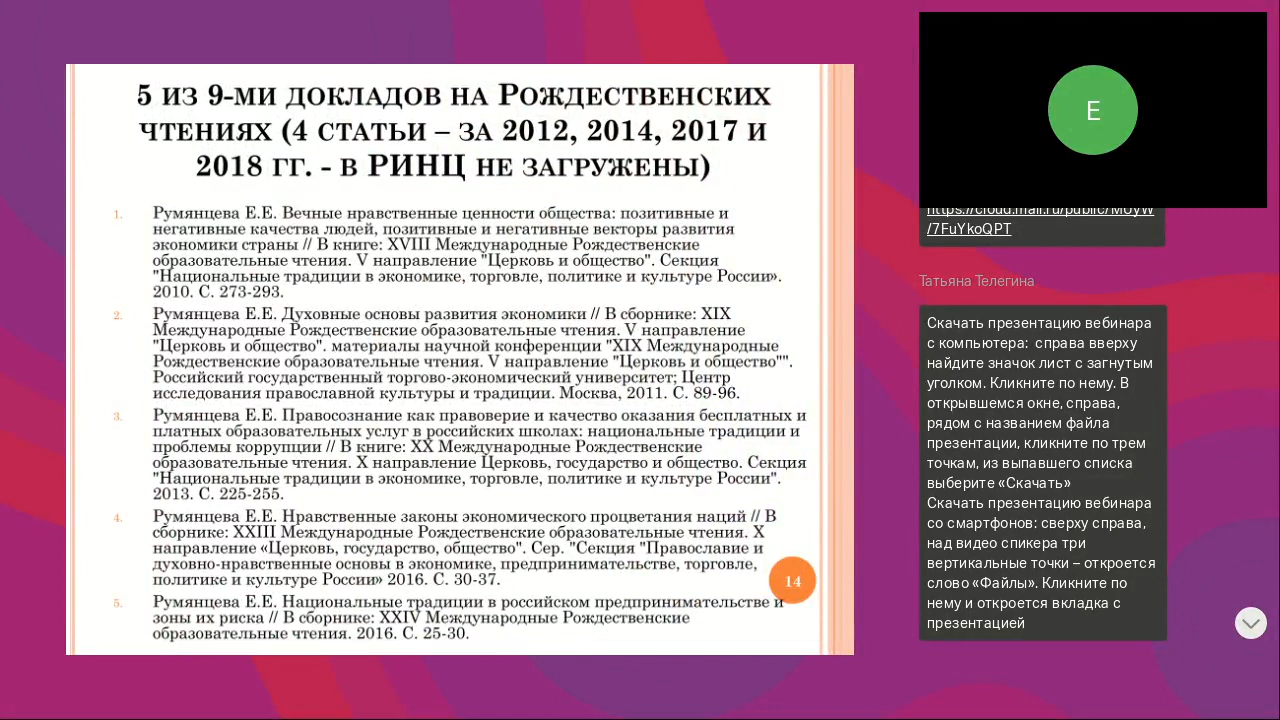 5 ИЗ 9-МИ ДОКЛАДОВ НА РОЖДЕСТВЕНСКИХ
ЧТЕНИЯХ (4 СТАТЬИ – ЗА 2012, 2014, 2017 И
2018 ГГ. - В РИНЦ НЕ ЗАГРУЖЕНЫ)
1. Румянцева Е.Е. Вечные нравственные ценности общества: позитивные и
негативные качества людей, позитивные и негативные векторы развития
экономики страны // В книге: XVIII Международные Рождественские
образовательные чтения. V направление "Церковь и общество". Секция
"Национальные традиции в экономике, торговле, политике и культуре России».
2010. С. 273-293.
2. Румянцева Е.Е. Духовные основы развития экономики // В сборнике: XIX
Международные Рождественские образовательные чтения. V направление
"Церковь и общество". материалы научной конференции "XIX Международные
Рождественские образовательные чтения. V направление "Церковь и общество"".
Российский государственный торгово-экономический университет; Центр
исследования православной культуры и традиции. Москва, 2011. С. 89-96.
3. Румянцева Е.Е. Правосознание как правоверие и качество оказания бесплатных и
платных образовательных услуг в российских школах: национальные традиции и
проблемы коррупции // В книге: XX Международные Рождественские
образовательные чтения. X направление Церковь, государство и общество. Секция
"Национальные традиции в экономике, торговле, политике и культуре России".
2013. С. 225-255.
4. Румянцева Е.Е. Нравственные законы экономического процветания наций // В
сборнике: XXIII Международные Рождественские образовательные чтения. X
направление «Церковь, государство, общество". Сер. "Секция "Православие и
духовно-нравственные основы в экономике, предпринимательстве, торговле,
политике и культуре России» 2016. С. 30-37.
5. Румянцева Е.Е. Национальные традиции в российском предпринимательстве и
зоны их риска // В сборнике: XXIV Международные Рождественские
образовательные чтения. 2016. С. 25-30.
14
E
https://cloud.mail.ru/public/MUyW
/7FuYkoQPT
Татьяна Телегина
Скачать презентацию вебинара
с компьютера: справа вверху
найдите значок лист с загнутым
уголком. Кликните по нему. В
открывшемся окне, справа,
рядом с названием файла
презентации, кликните по трем
точкам, из выпавшего списка
выберите «Скачать»
Скачать презентацию вебинара
со смартфонов: сверху справа,
над видео спикера три
вертикальные точки – откроется
слово «Файлы». Кликните по
нему и откроется вкладка с
презентацией